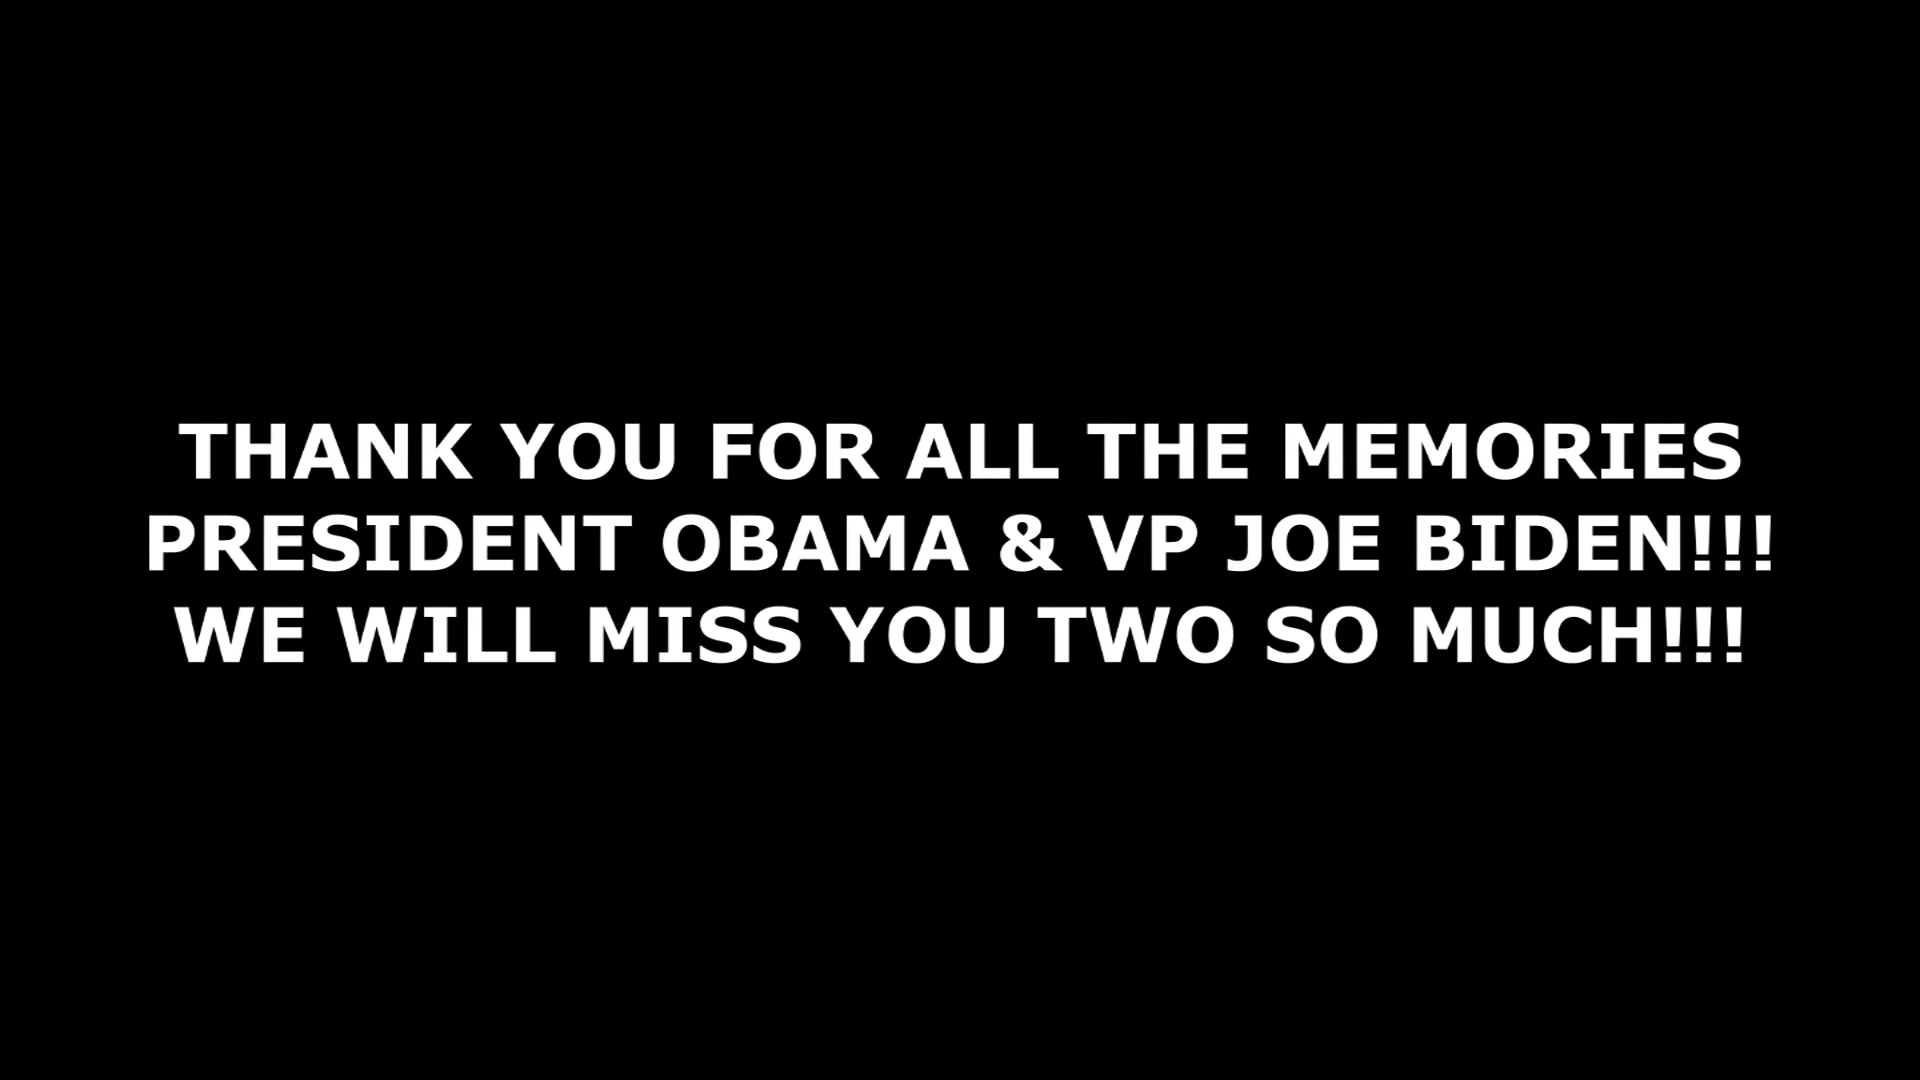 THANK YOU FOR ALL THE MEMORIES
PRESIDENT OBAMA & VP JOE BIDEN!!!
WE WILL MISS YOU TWO SO MUCH!!!